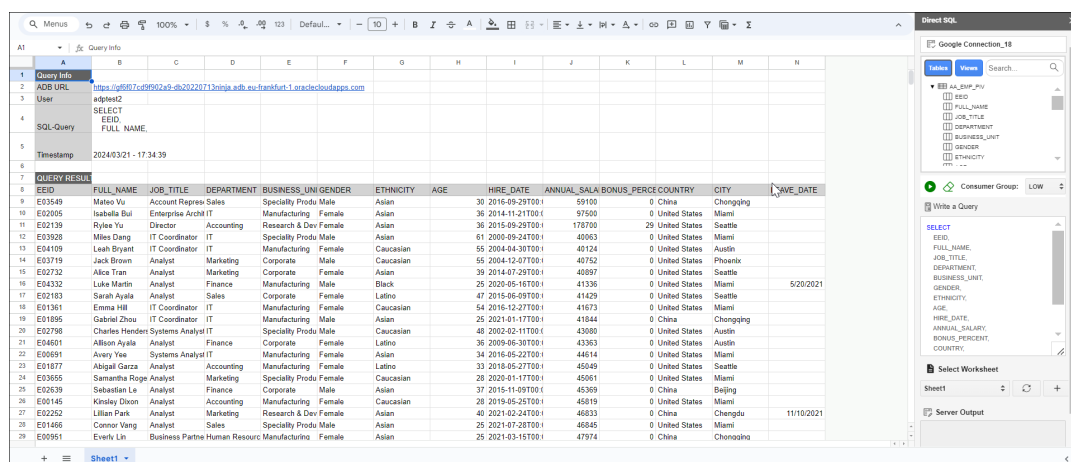 Menus 100% $ % .0 .00 123 Defaul... 10 B I A
Direct SQL
A1 fx Query Info
Google Connection_18
A B C D E F G H I J K L M N
Tables Views Search...
1 Query Info
2 ADB URL https://gf6f07cd9f902a9-db20220713ninja.adb.eu-frankfurt-1.oraclecloudapps.com
3 User adptest2
4 SQL-Query SELECT
EEID,
FULL_NAME,
5 Timestamp 2024/03/21 - 17:34:39
6
7 QUERY RESUL
8 EEID FULL_NAME JOB_TITLE DEPARTMENT BUSINESS_UNI GENDER ETHNICITY AGE HIRE_DATE ANNUAL_SALA BONUS_PERCE COUNTRY CITY AVE_DATE
9 E03549 Mateo Vu Account Repres Sales Speciality Produ Male Asian 30 2016-09-29T00: 59100 0 China Chongqing
10 E02005 Isabella Bui Enterprise Archit IT Manufacturing Female Asian 36 2014-11-21T00: 97500 0 United States Miami
11 E02139 Rylee Yu Director Accounting Research & Dev Female Asian 36 2015-09-29T00: 178700 29 United States Seattle
12 E03928 Miles Dang IT Coordinator IT Speciality Produ Male Asian 61 2000-09-24T00: 40063 0 United States Miami
13 E04109 Leah Bryant IT Coordinator IT Manufacturing Female Caucasian 55 2004-04-30T00: 40124 0 United States Austin
14 E03719 Jack Brown Analyst Marketing Corporate Male Caucasian 55 2004-12-07T00: 40752 0 United States Phoenix
15 E02732 Alice Tran Analyst Marketing Corporate Female Asian 39 2014-07-29T00: 40897 0 United States Seattle
16 E04332 Luke Martin Analyst Finance Manufacturing Male Black 25 2020-05-16T00: 41336 0 United States Miami 5/20/2021
17 E02183 Sarah Ayala Analyst Sales Corporate Female Latino 47 2015-06-09T00: 41429 0 United States Seattle
18 E01361 Emma Hill IT Coordinator IT Manufacturing Female Caucasian 54 2016-12-27T00: 41673 0 United States Miami
19 E01895 Gabriel Zhou IT Coordinator IT Manufacturing Male Asian 25 2021-01-17T00: 41844 0 China Chongqing
20 E02798 Charles Henders Systems Analyst IT Speciality Produ Male Caucasian 48 2002-02-11T00: 43080 0 United States Austin
21 E04601 Allison Ayala Analyst Finance Corporate Female Latino 36 2009-06-30T00: 43363 0 United States Austin
22 E00691 Avery Yee Systems Analyst IT Manufacturing Female Asian 34 2016-05-22T00: 44614 0 United States Miami
23 E01877 Abigail Garza Analyst Accounting Manufacturing Female Latino 33 2018-05-27T00: 45049 0 United States Seattle
24 E03655 Samantha Roge Analyst Marketing Speciality Produ Female Caucasian 28 2020-01-17T00: 45061 0 United States Miami
25 E02639 Sebastian Le Analyst Finance Corporate Male Asian 37 2015-11-09T00: 45369 0 China Beijing
26 E00145 Kinsley Dixon Analyst Accounting Manufacturing Female Caucasian 28 2019-05-25T00: 45819 0 United States Miami
27 E02252 Lillian Park Analyst Marketing Research & Dev Female Asian 40 2021-02-24T00: 46833 0 China Chengdu 11/10/2021
28 E01466 Connor Vang Analyst Sales Speciality Produ Male Asian 25 2021-07-28T00: 46845 0 United States Miami
29 E00951 Everly Lin Business Partne Human Resourc Manufacturing Female Asian 25 2021-03-15T00: 47974 0 China Chongqing
AA_EMP_PIV
EEID
FULL_NAME
JOB_TITLE
DEPARTMENT
BUSINESS_UNIT
GENDER
ETHNICITY
Consumer Group: LOW
Write a Query
SELECT
EEID,
FULL_NAME,
JOB_TITLE,
DEPARTMENT,
BUSINESS_UNIT,
GENDER,
ETHNICITY,
AGE,
HIRE_DATE,
ANNUAL_SALARY,
BONUS_PERCENT,
COUNTRY,
Select Worksheet
Sheet1
Server Output
Sheet1